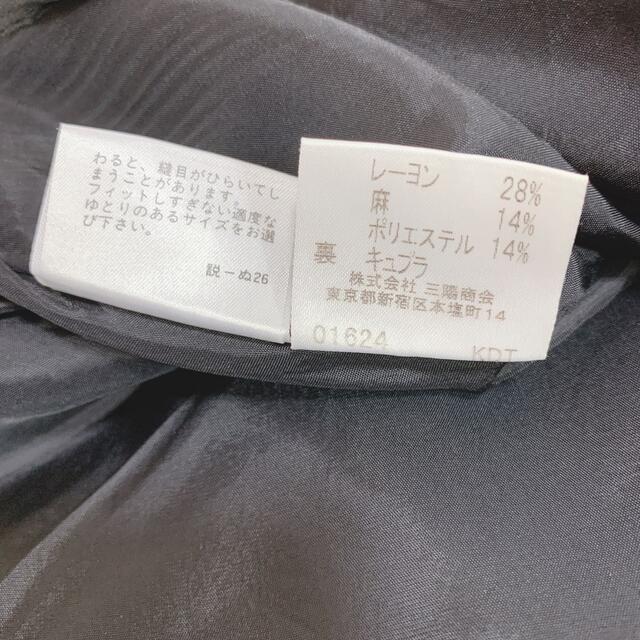 わると、縫目がひらいてし
まうことがあります。
フィットしすぎない適度な
ゆとりのあるサイズをお選
び下さい。
説ーぬ26
レーヨン 28%
麻 14%
ポリエステル 14%
裏 キュプラ
株式会社 三陽商会
東京都新宿区本塩町14
01624 KDT